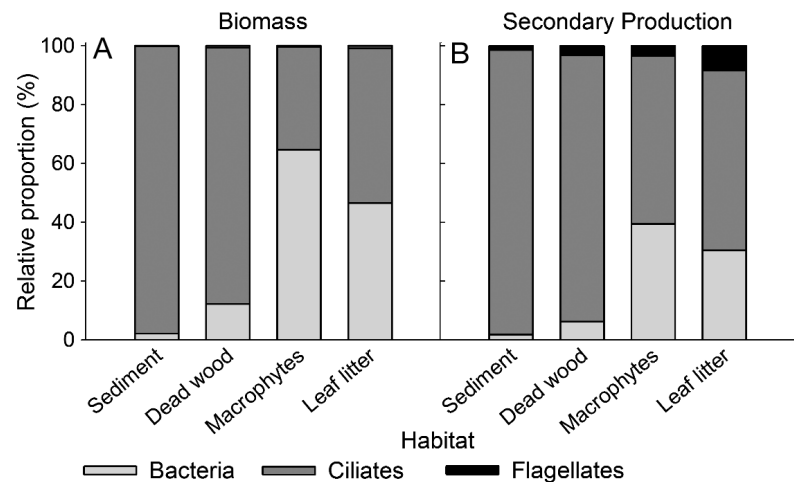 Biomass
Secondary Production
A
B
Relative proportion (%)
100
80
60
40
20
0
Sediment
Dead wood
Macrophytes
Leaf litter
Sediment
Dead wood
Macrophytes
Leaf litter
Habitat
Bacteria
Ciliates
Flagellates